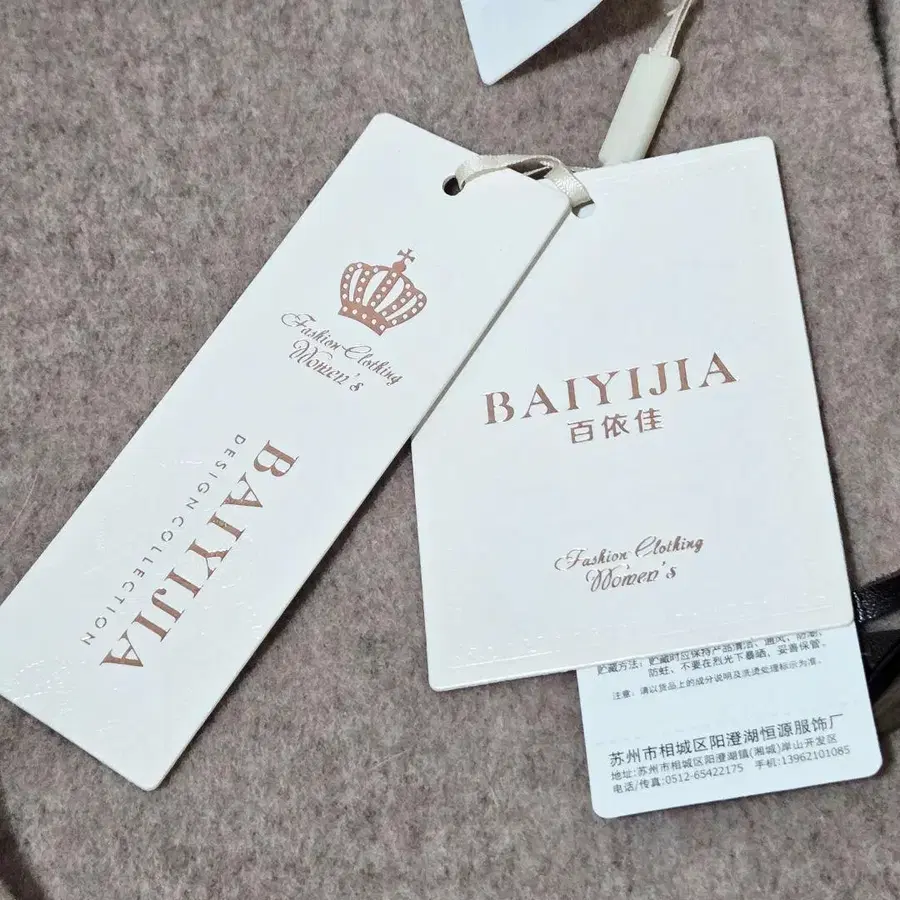 Fashion Clothing
Women's
BAIYIJIA
DESIGN COLLECTION
BAIYIJIA
百依佳
Fashion Clothing
Women's
贮藏方法：贮藏时应保持产品清洁、通风、防潮、
防蛀、不要在烈光下暴晒，妥善保管。
注意：请以货品上的成分说明及洗烫处理标示为准。
苏州市相城区阳澄湖恒源服饰厂
地址:苏州市相城区阳澄湖镇(湘城)岸山开发区
电话/传真:0512-65422175 手机:13962101085